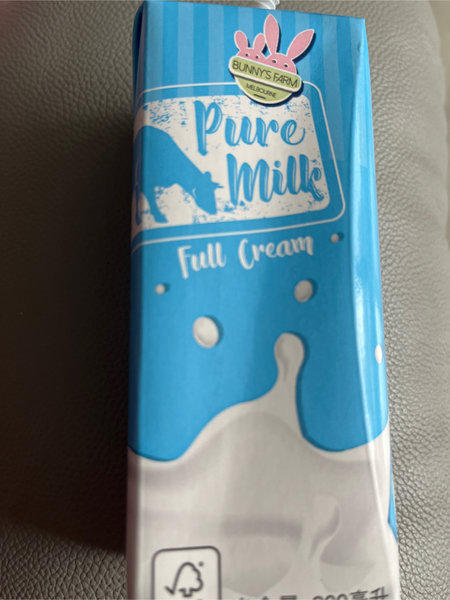 BUNNY'S FARM
MELBOURNE
Pure
Milk
Full Cream